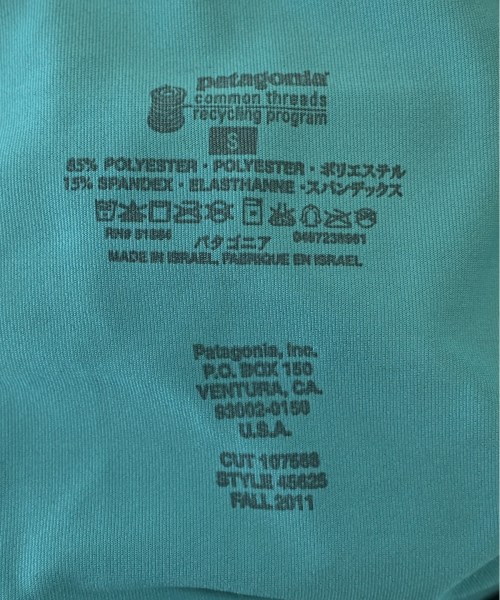 patagonia
common threads
recycling program
S
85% POLYESTER · POLYESTER · ポリエステル
15% SPANDEX · ELASTHANNE · スパンデックス
RN# 51884 パタゴニア 0467238961
MADE IN ISRAEL, FABRIQUE EN ISRAEL
Patagonia, Inc.
P.O. BOX 150
VENTURA, CA.
93002-0150
U.S.A.
CUT 107588
STYLE 45625
FALL 2011